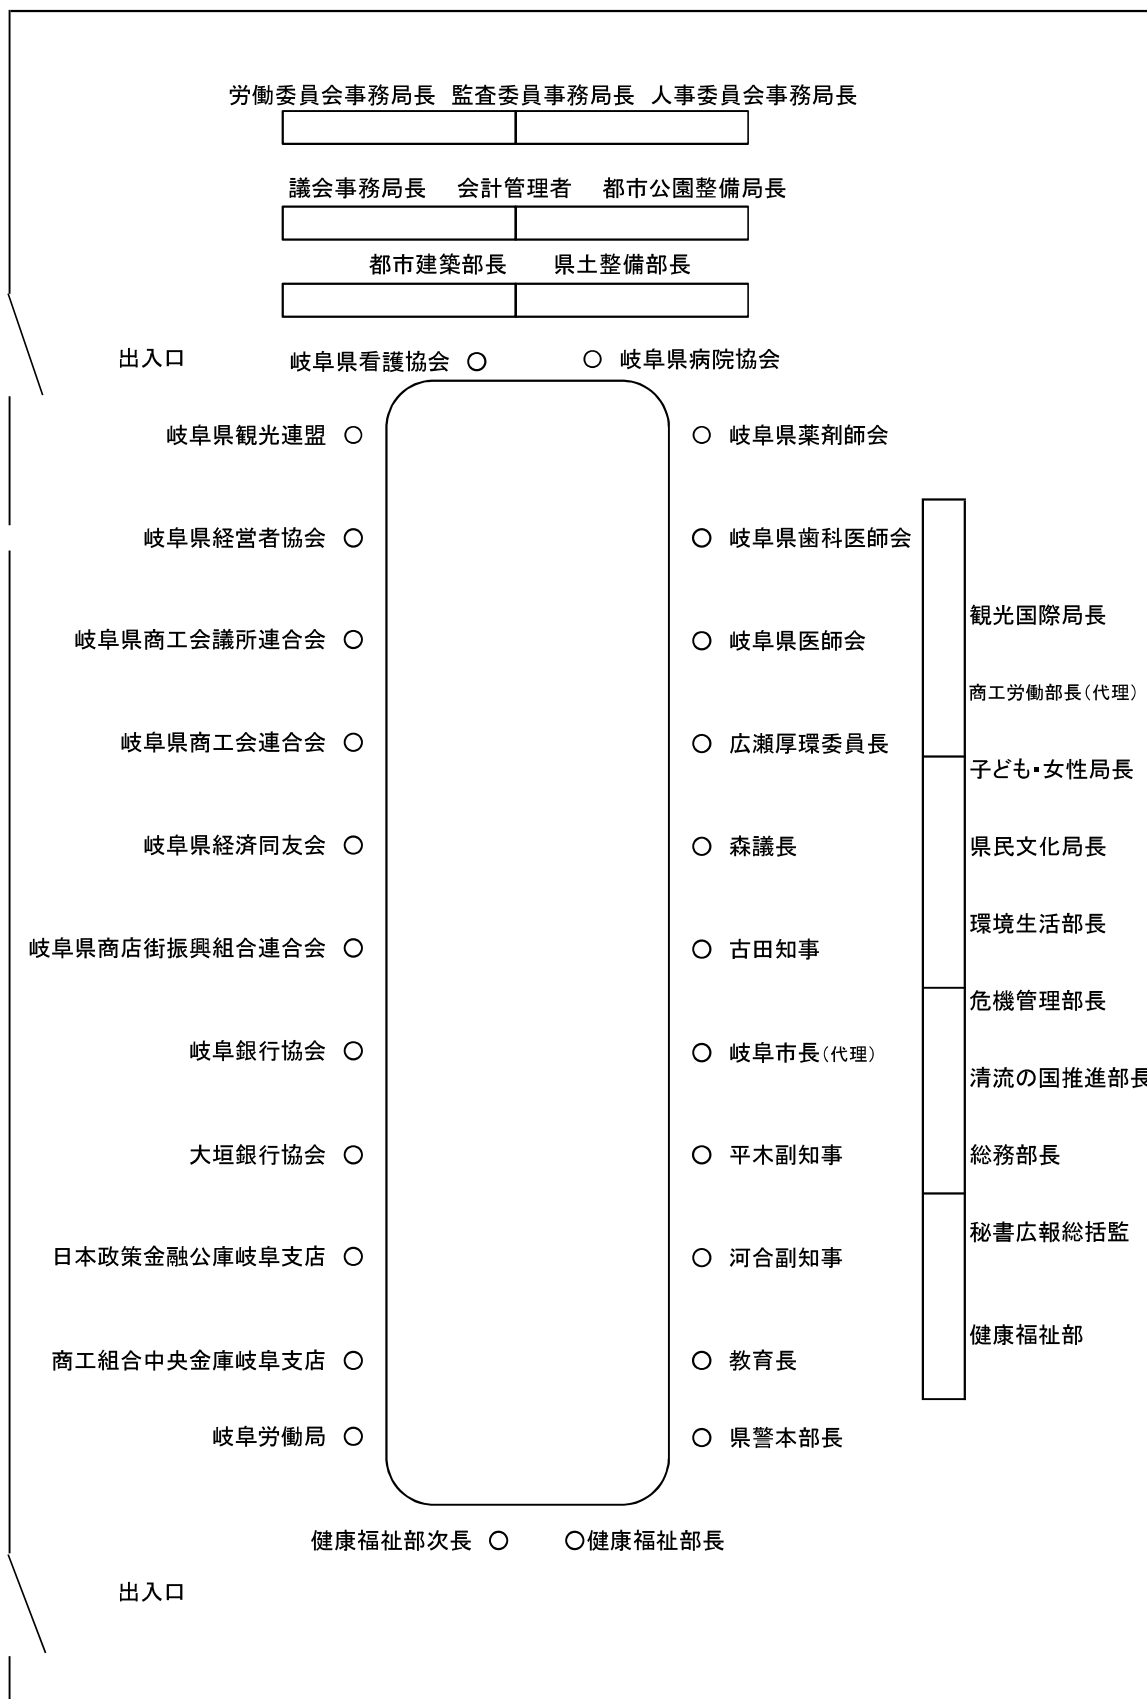 労働委員会事務局長 監査委員事務局長 人事委員会事務局長
議会事務局長 会計管理者 都市公園整備局長
都市建築部長 県土整備部長
出入口 岐阜県看護協会 ○ ○ 岐阜県病院協会
岐阜県観光連盟 ○ ○ 岐阜県薬剤師会
岐阜県経営者協会 ○ ○ 岐阜県歯科医師会
観光国際局長
岐阜県商工会議所連合会 ○ ○ 岐阜県医師会
商工労働部長（代理）
岐阜県商工会連合会 ○ ○ 広瀬厚環委員長
子ども・女性局長
岐阜県経済同友会 ○ ○ 森議長 県民文化局長
環境生活部長
岐阜県商店街振興組合連合会 ○ ○ 古田知事
危機管理部長
岐阜銀行協会 ○ ○ 岐阜市長（代理）
清流の国推進部長
大垣銀行協会 ○ ○ 平木副知事 総務部長
秘書広報総括監
日本政策金融公庫岐阜支店 ○ ○ 河合副知事
健康福祉部
商工組合中央金庫岐阜支店 ○ ○ 教育長
岐阜労働局 ○ ○ 県警本部長
健康福祉部次長 ○ ○健康福祉部長
出入口